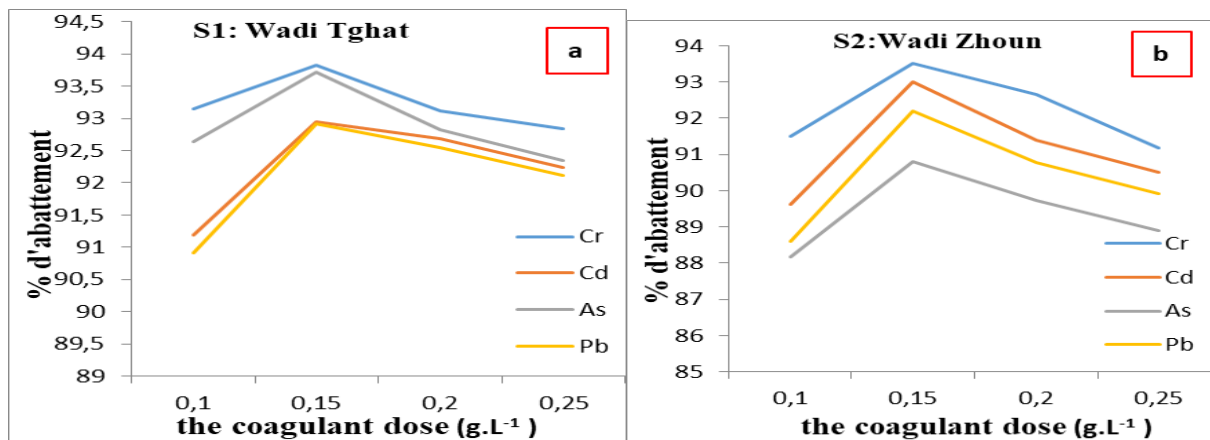 S1: Wadi Tghat
a
% d'abattement
94,5
94
93,5
93
92,5
92
91,5
91
90,5
90
89,5
89
0,1 0,15 0,2 0,25
the coagulant dose (g.L⁻¹ )
Cr
Cd
As
Pb
S2:Wadi Zhoun
b
% d'abattement
94
93
92
91
90
89
88
87
86
85
0,1 0,15 0,2 0,25
the coagulant dose (g.L⁻¹ )
Cr
Cd
As
Pb